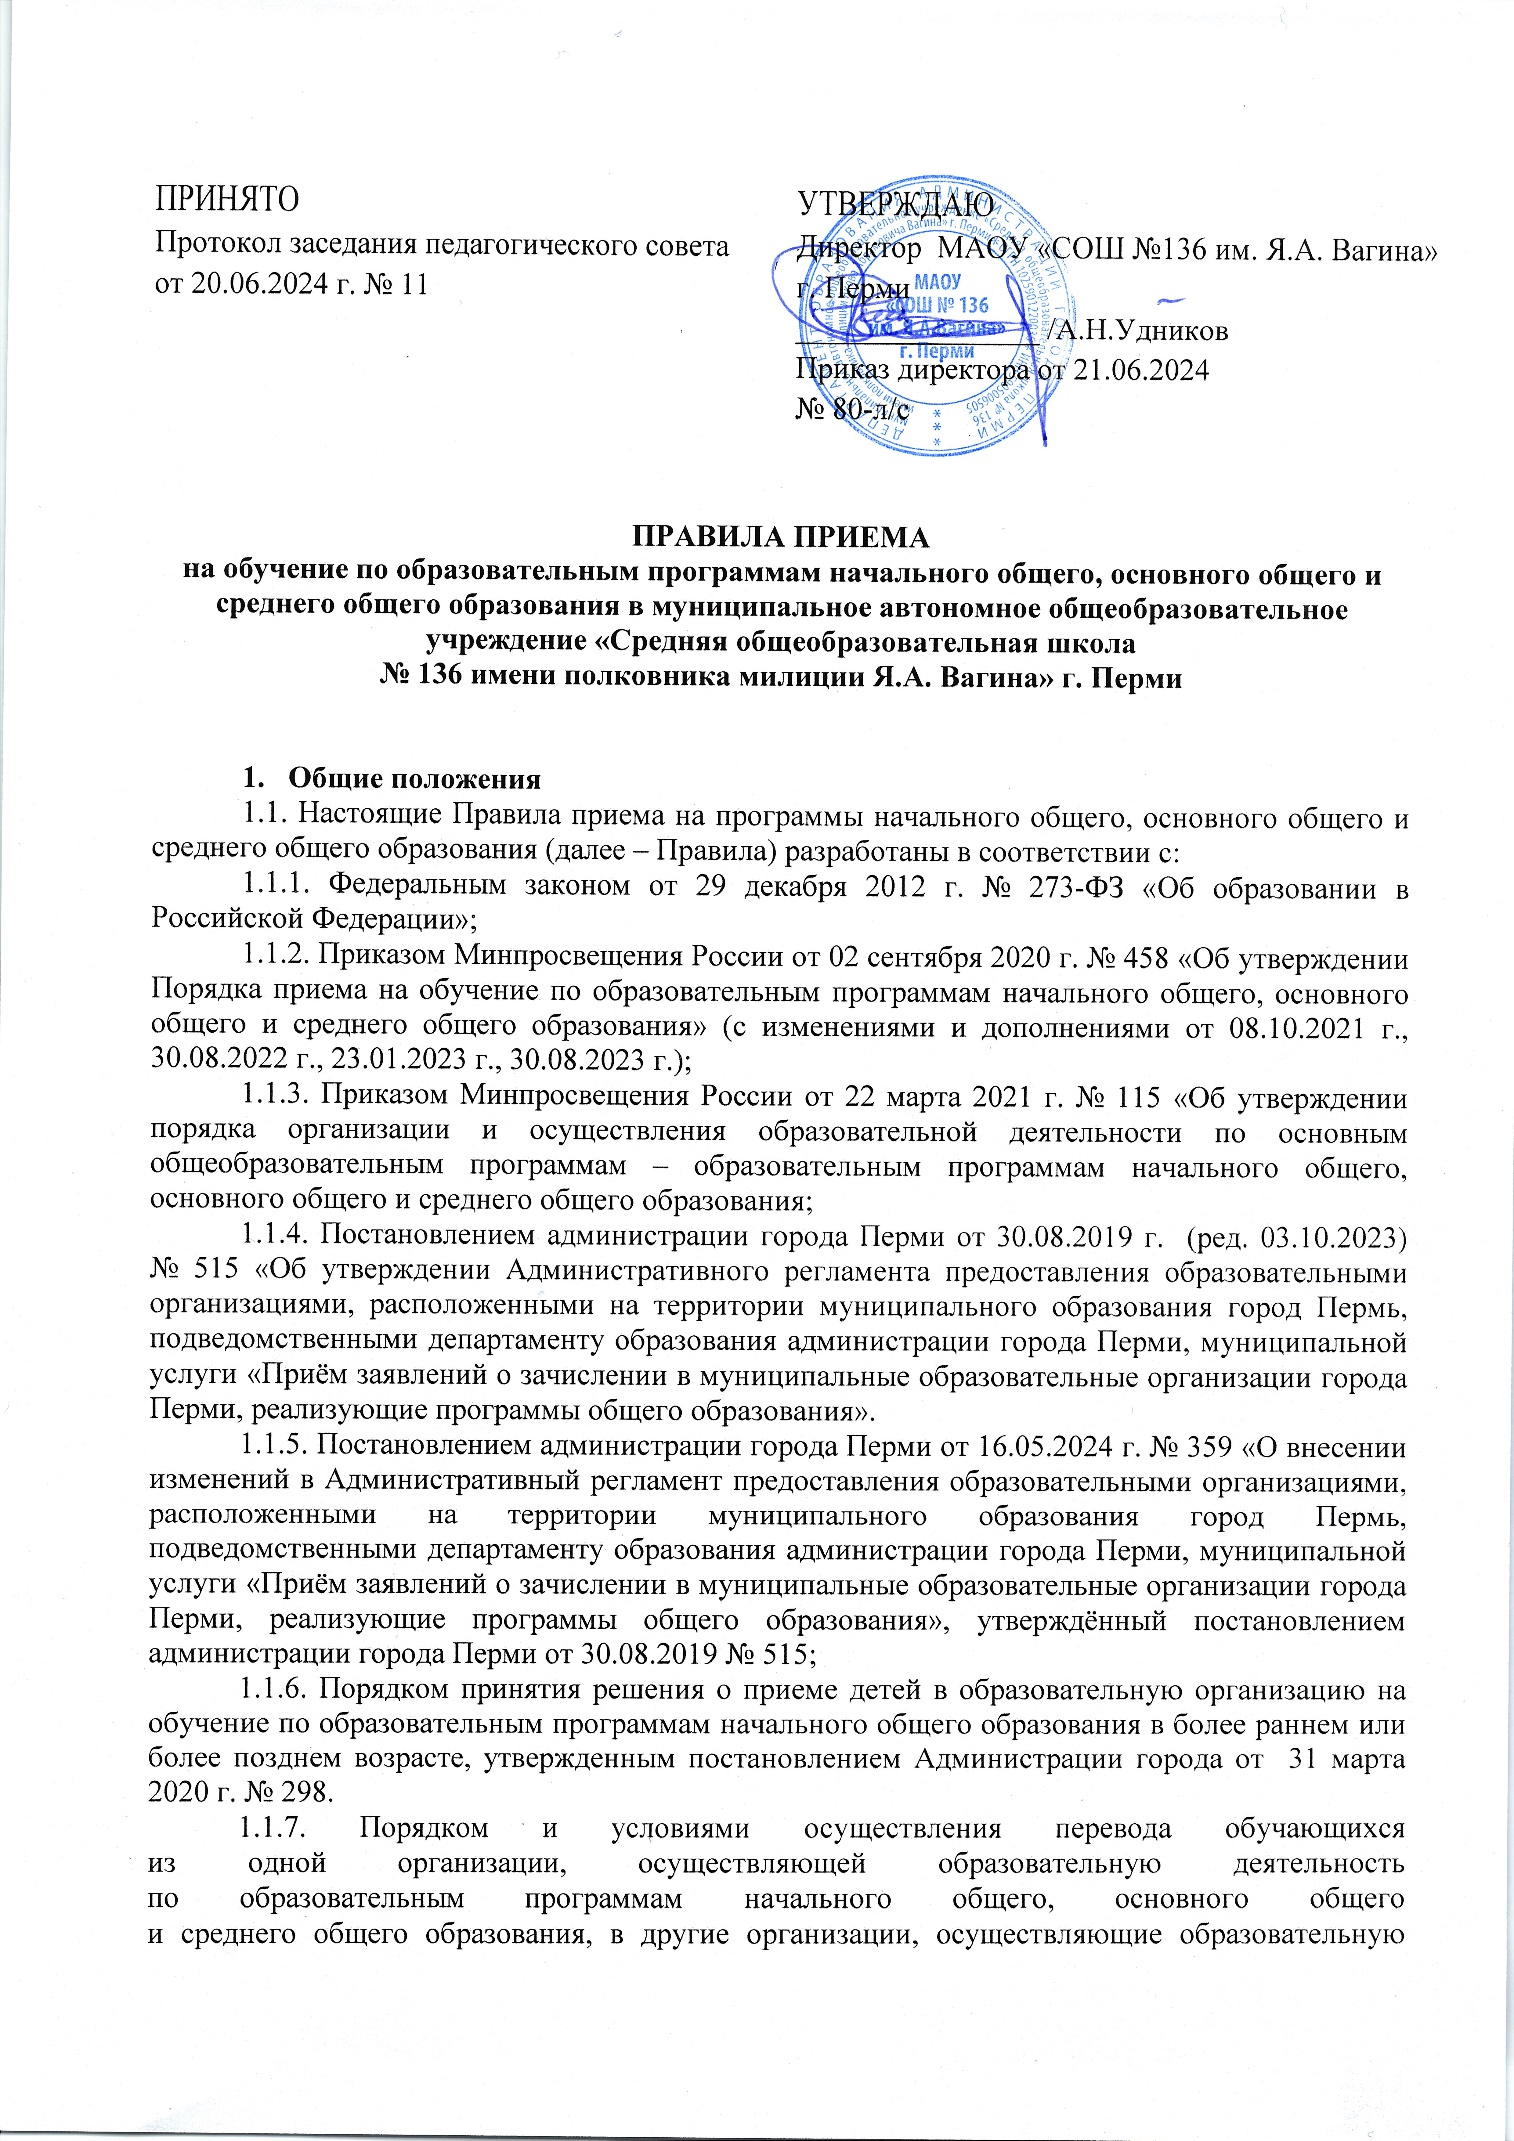 ПРИНЯТО
Протокол заседания педагогического совета
от 20.06.2024 г. № 11
УТВЕРЖДАЮ
Директор МАОУ «СОШ №136 им. Я.А. Вагина»
г. Перми
/А.Н.Удников
Приказ директора от 21.06.2024
№ 80-л/с
МАОУ
«СОШ № 136
им. Я.А.Вагина»
г. Перми
ПРАВИЛА ПРИЕМА
на обучение по образовательным программам начального общего, основного общего и
среднего общего образования в муниципальное автономное общеобразовательное
учреждение «Средняя общеобразовательная школа
№ 136 имени полковника милиции Я.А. Вагина» г. Перми
1. Общие положения
1.1. Настоящие Правила приема на программы начального общего, основного общего и
среднего общего образования (далее – Правила) разработаны в соответствии с:
1.1.1. Федеральным законом от 29 декабря 2012 г. № 273-ФЗ «Об образовании в
Российской Федерации»;
1.1.2. Приказом Минпросвещения России от 02 сентября 2020 г. № 458 «Об утверждении
Порядка приема на обучение по образовательным программам начального общего, основного
общего и среднего общего образования» (с изменениями и дополнениями от 08.10.2021 г.,
30.08.2022 г., 23.01.2023 г., 30.08.2023 г.);
1.1.3. Приказом Минпросвещения России от 22 марта 2021 г. № 115 «Об утверждении
порядка организации и осуществления образовательной деятельности по основным
общеобразовательным программам – образовательным программам начального общего,
основного общего и среднего общего образования;
1.1.4. Постановлением администрации города Перми от 30.08.2019 г. (ред. 03.10.2023)
№ 515 «Об утверждении Административного регламента предоставления образовательными
организациями, расположенными на территории муниципального образования город Пермь,
подведомственными департаменту образования администрации города Перми, муниципальной
услуги «Приём заявлений о зачислении в муниципальные образовательные организации города
Перми, реализующие программы общего образования».
1.1.5. Постановлением администрации города Перми от 16.05.2024 г. № 359 «О внесении
изменений в Административный регламент предоставления образовательными организациями,
расположенными на территории муниципального образования город Пермь,
подведомственными департаменту образования администрации города Перми, муниципальной
услуги «Приём заявлений о зачислении в муниципальные образовательные организации города
Перми, реализующие программы общего образования», утверждённый постановлением
администрации города Перми от 30.08.2019 № 515;
1.1.6. Порядком принятия решения о приеме детей в образовательную организацию на
обучение по образовательным программам начального общего образования в более раннем или
более позднем возрасте, утвержденным постановлением Администрации города от 31 марта
2020 г. № 298.
1.1.7. Порядком и условиями осуществления перевода обучающихся
из одной организации, осуществляющей образовательную деятельность
по образовательным программам начального общего, основного общего
и среднего общего образования, в другие организации, осуществляющие образовательную